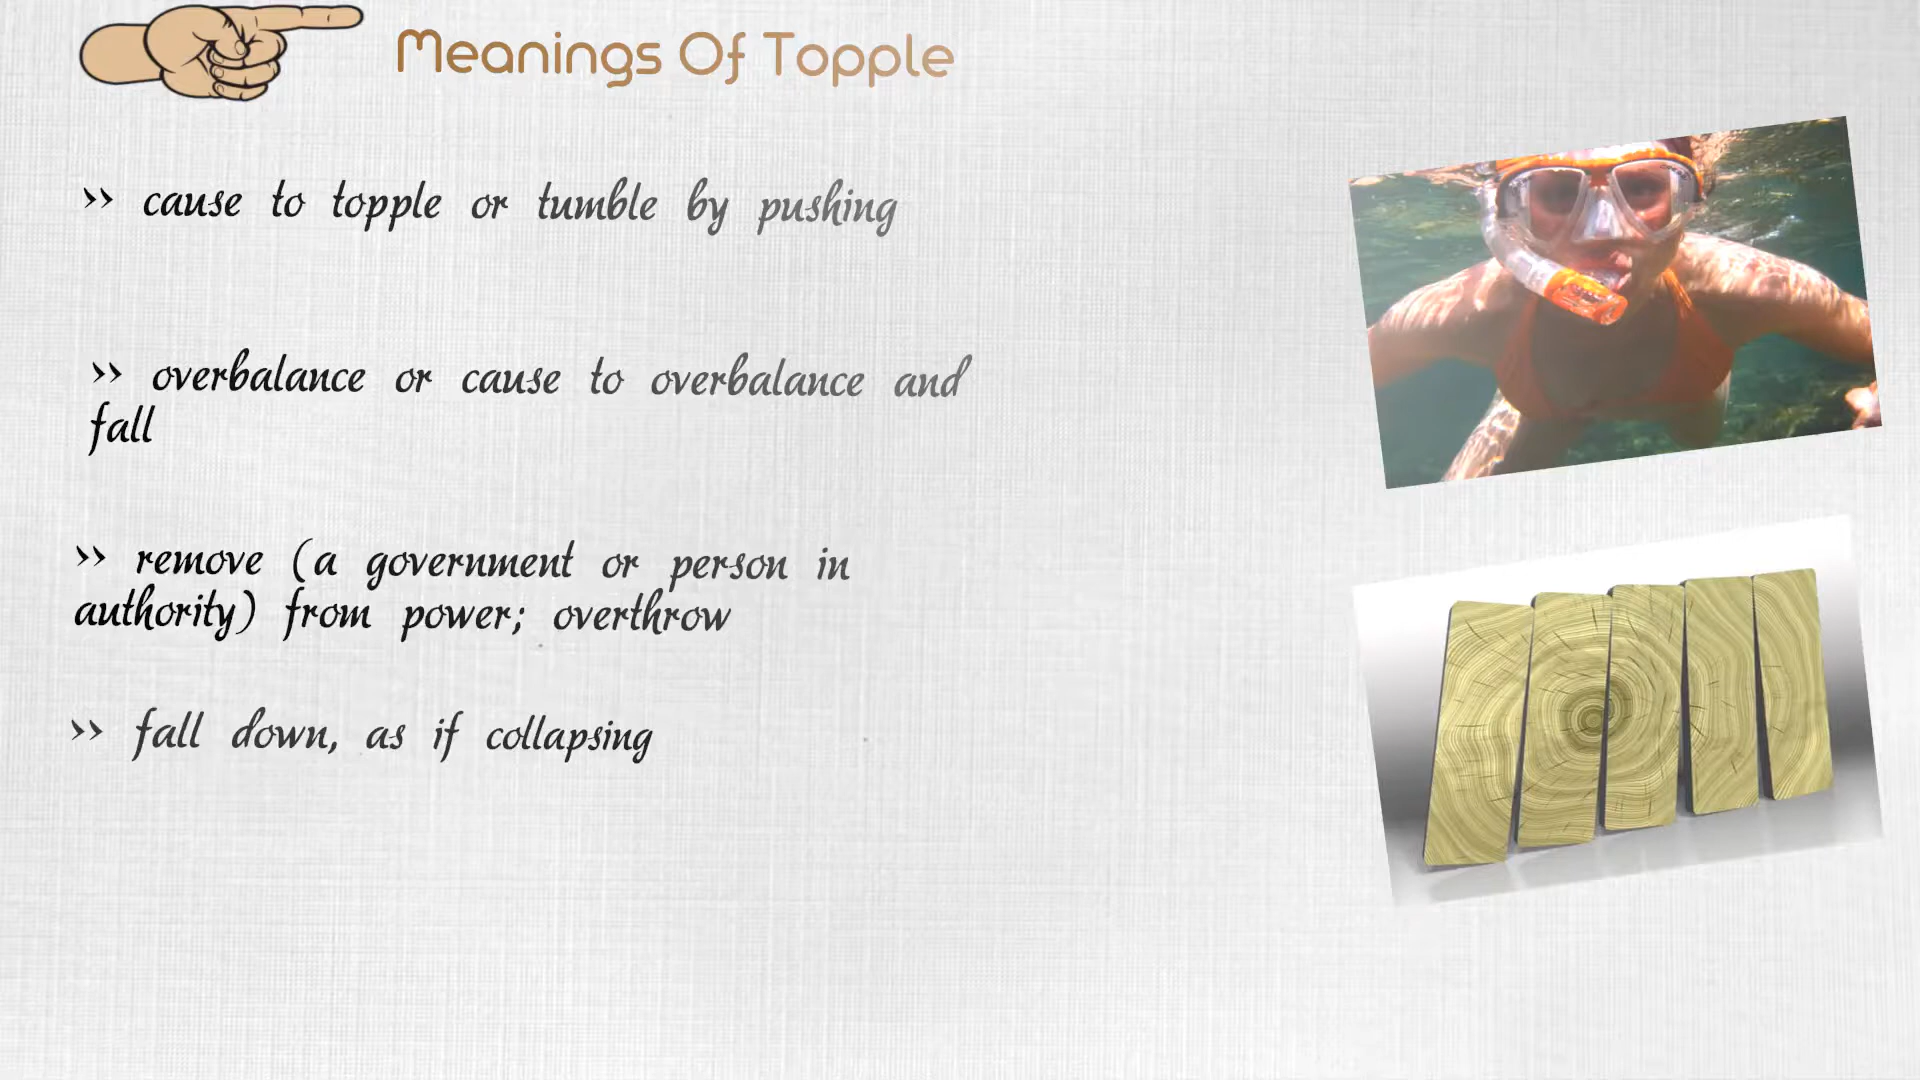 Meanings Of Topple
>> cause to topple or tumble by pushing
>> overbalance or cause to overbalance and
fall
>> remove (a government or person in
authority) from power; overthrow
>> fall down, as if collapsing